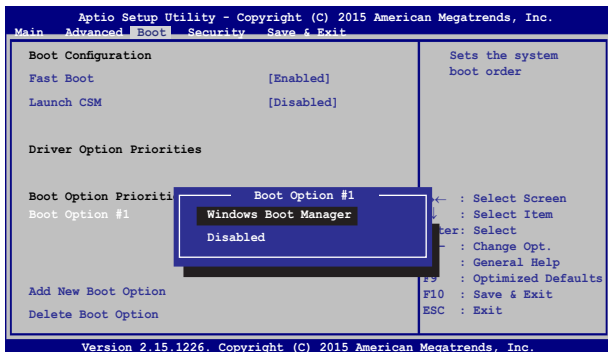 Aptio Setup Utility - Copyright (C) 2015 American Megatrends, Inc.
Main Advanced Boot Security Save & Exit
Boot Configuration
Fast Boot [Enabled]
Launch CSM [Disabled]
Driver Option Priorities
Boot Option Prioriti
Boot Option #1
Add New Boot Option
Delete Boot Option
Boot Option #1
Windows Boot Manager
Disabled
Sets the system
boot order
← : Select Screen
: Select Item
ter: Select
— : Change Opt.
: General Help
F9 : Optimized Defaults
F10 : Save & Exit
ESC : Exit
Version 2.15.1226. Copyright (C) 2015 American Megatrends, Inc.